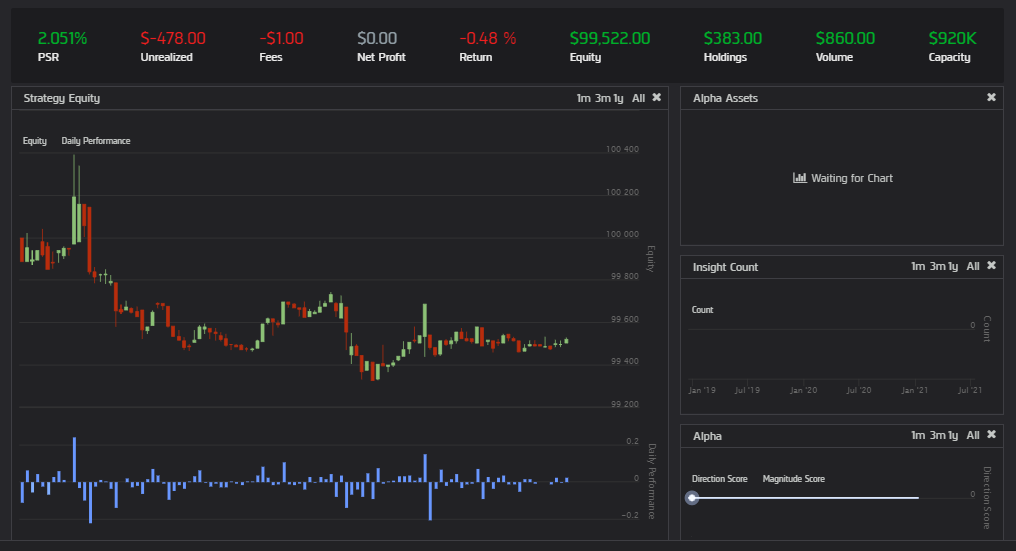 2.051% $-478.00 -$1.00 $0.00 -0.48 % $99,522.00 $383.00 $860.00 $920K
PSR Unrealized Fees Net Profit Return Equity Holdings Volume Capacity
Strategy Equity 1m 3m 1y All
Equity Daily Performance
100 400
100 200
100 000
99 800
99 600
99 400
99 200
Equity
0.2
0
-0.2
Daily Performance
Alpha Assets
Waiting for Chart
Insight Count 1m 3m 1y All
Count
0
Count
Jan '19 Jul '19 Jan '20 Jul '20 Jan '21 Jul '21
Alpha 1m 3m 1y All
Direction Score Magnitude Score
0
Direction Score